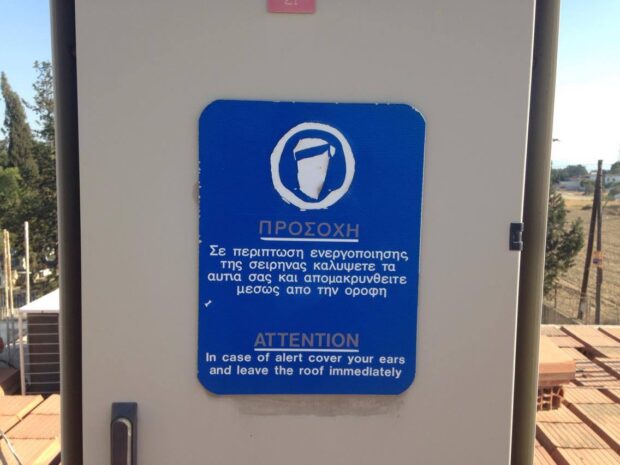 ΠΡΟΣΟΧΗ
Σε περιπτωση ενεργοποιησης
της σειρηνας καλυψετε τα
αυτια σας και απομακρυνθειτε
μεσως απο την οροφη
ATTENTION
In case of alert cover your ears
and leave the roof immediately